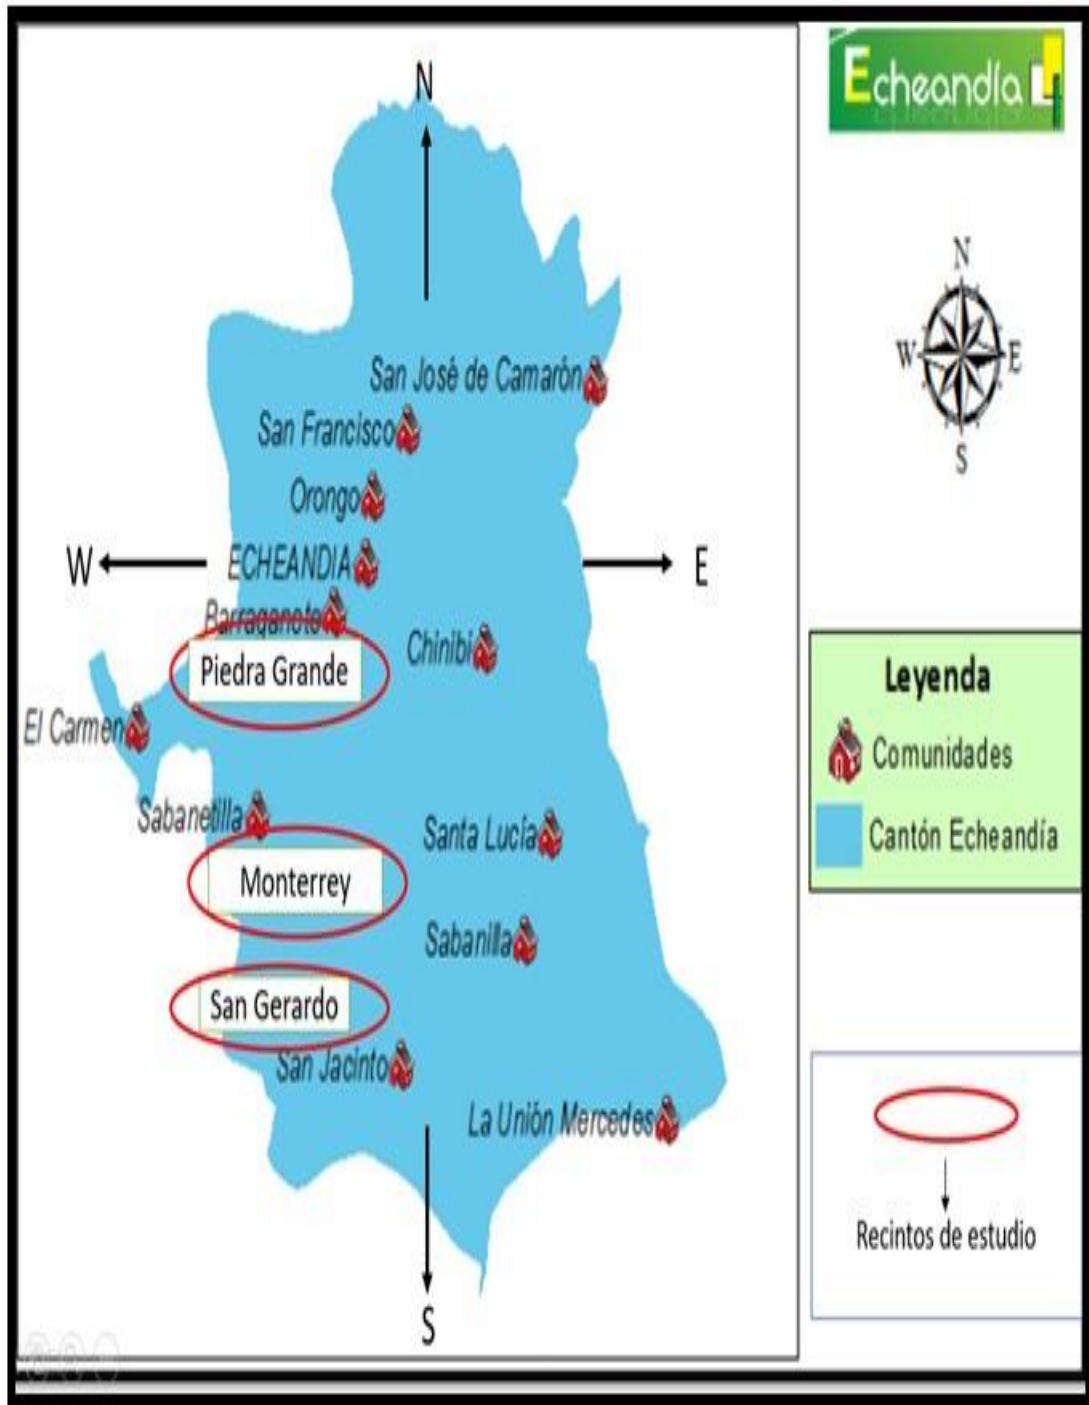 N
Echeandía
N
W E
S
San José de Camarón
San Francisco
Orongo
W ECHEANDIA E
Barraganete
Piedra Grande
Chinibi
El Carmen
Sabanetilla
Santa Lucía
Monterrey
Sabanilla
San Gerardo
San Jacinto
La Unión Mercedes
S
Leyenda
Comunidades
Cantón Echeandía
Recintos de estudio